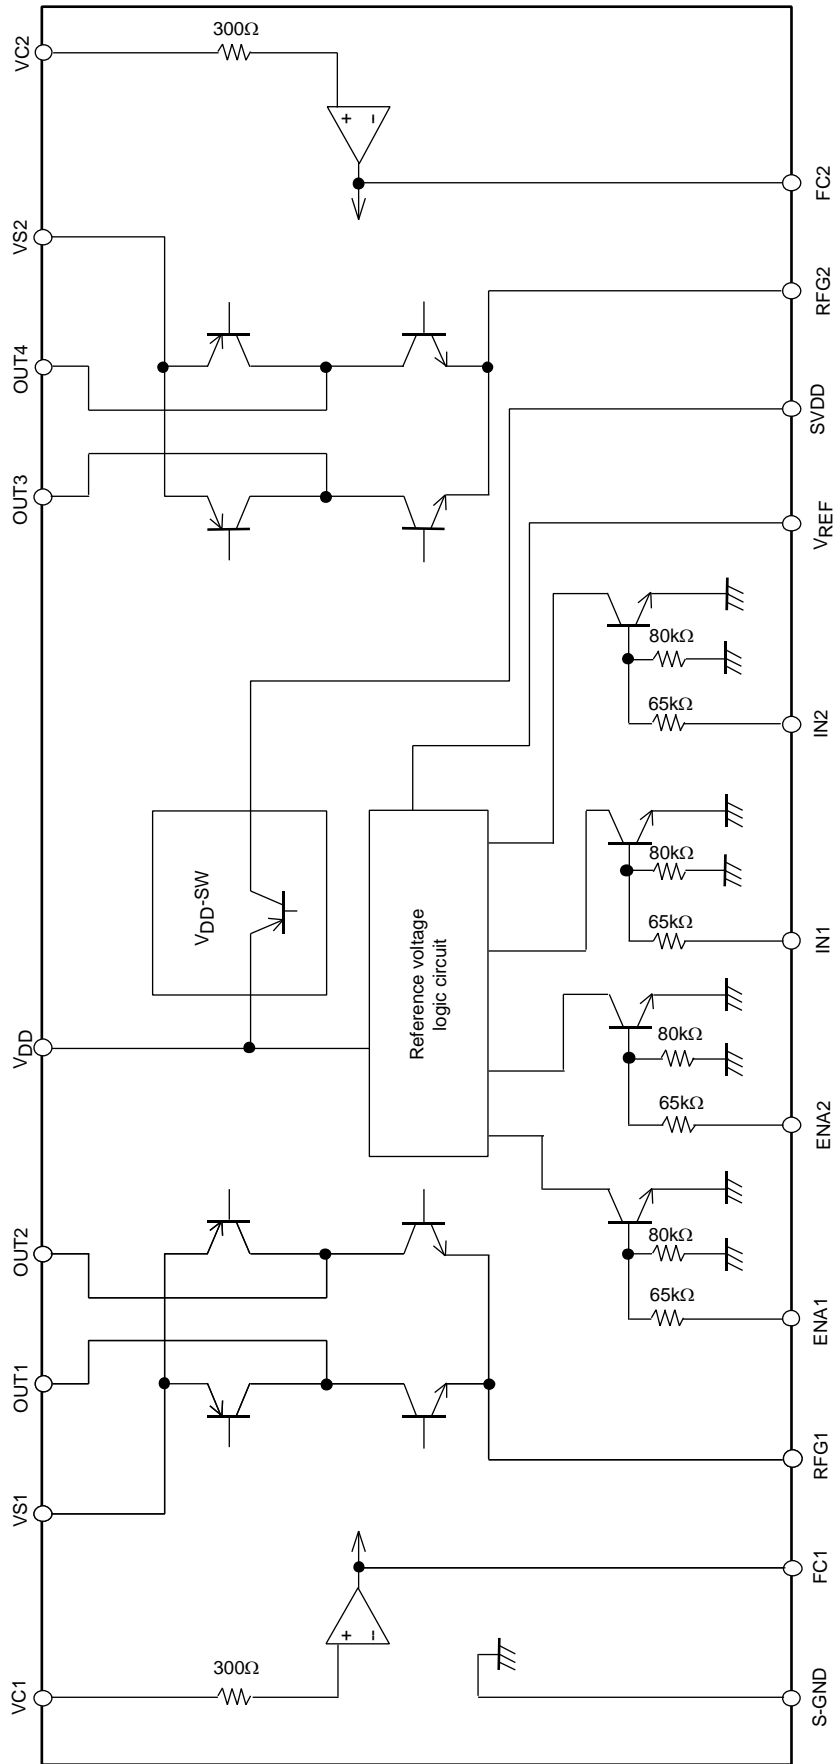 VC1
VS1
OUT1
OUT2
VDD
OUT3
OUT4
VS2
VC2
300Ω
300Ω
+
−
+
−
VDD-SW
Reference voltage
logic circuit
80kΩ
65kΩ
80kΩ
65kΩ
80kΩ
65kΩ
80kΩ
65kΩ
S-GND
FC1
RFG1
ENA1
ENA2
IN1
IN2
VREF
SVDD
RFG2
FC2